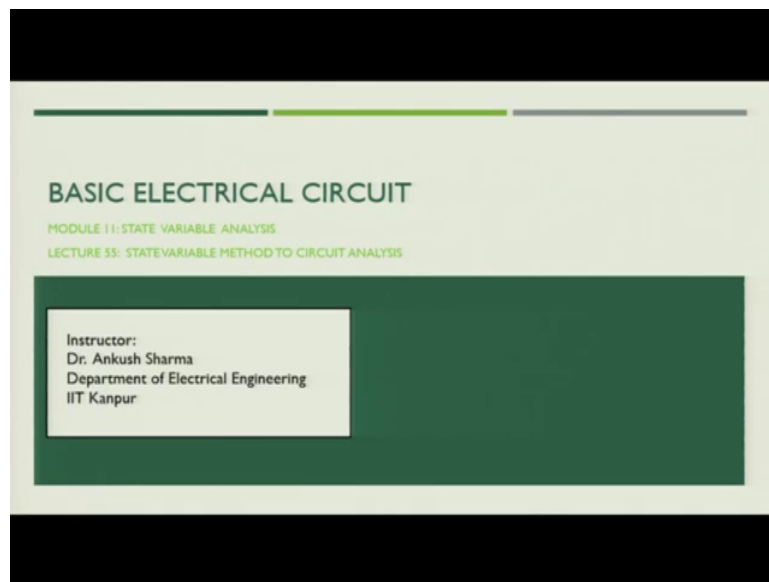 BASIC ELECTRICAL CIRCUIT
MODULE 11: STATE VARIABLE ANALYSIS
LECTURE 55: STATE VARIABLE METHOD TO CIRCUIT ANALYSIS
Instructor:
Dr. Ankush Sharma
Department of Electrical Engineering
IIT Kanpur